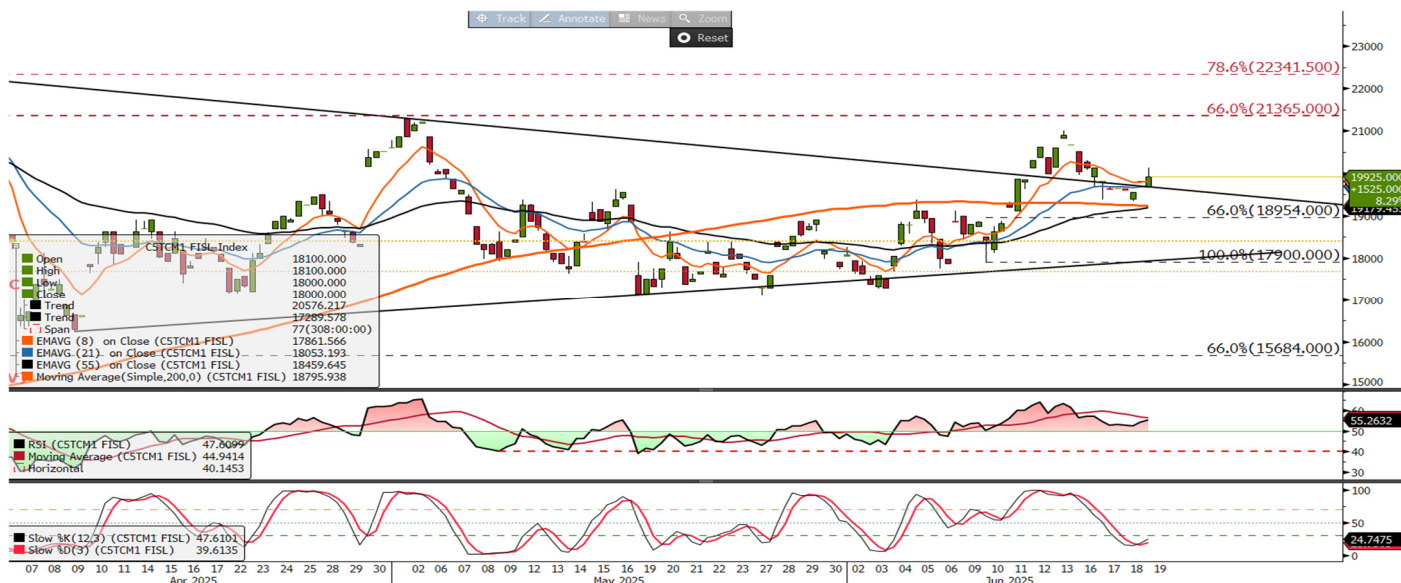 Track Annotate News Zoom
Reset
23000
78.6%(22341.500)
22000
66.0%(21365.000)
21000
19925.000
19525.000
8.29%
19000
66.0%(18954.000)
100.0%(17900.000)
18000
17000
66.0%(15684.000)
16000
15000
C5TCM1 FISL Index
Open 18100.000
High 18100.000
Low 18000.000
Close 18000.000
Trend 20576.217
Trend 17289.578
Span 77(308:00:00)
EMAVG (8) on Close (C5TCM1 FISL) 17861.566
EMAVG (21) on Close (C5TCM1 FISL) 18053.193
EMAVG (55) on Close (C5TCM1 FISL) 18459.645
Moving Average(Simple,200,0) (C5TCM1 FISL) 18795.938
60
55.2632
50
40
30
RSI (C5TCM1 FISL) 47.6099
Moving Average (C5TCM1 FISL) 44.9414
Horizontal 40.1453
100
50
24.7475
0
Slow %K(12,3) (C5TCM1 FISL) 47.6101
Slow %D(3) (C5TCM1 FISL) 39.6135
07 08 09 10 11 14 15 16 17 22 23 24 25 28 29 30 02 06 07 08 09 12 13 14 15 16 19 20 21 22 23 27 28 29 30 02 03 04 05 06 09 10 11 12 13 16 17 18 19
Apr 2025 May 2025 Jun 2025